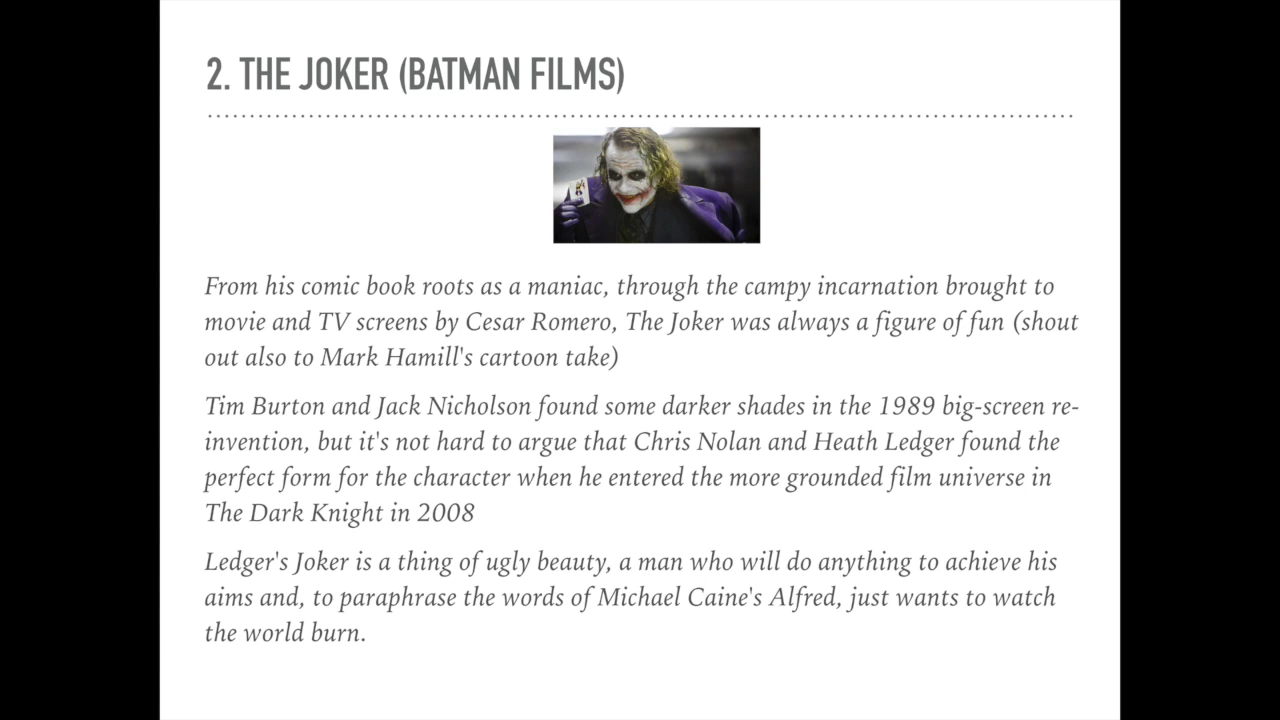 2. THE JOKER (BATMAN FILMS)
From his comic book roots as a maniac, through the campy incarnation brought to
movie and TV screens by Cesar Romero, The Joker was always a figure of fun (shout
out also to Mark Hamill's cartoon take)
Tim Burton and Jack Nicholson found some darker shades in the 1989 big-screen re-
invention, but it's not hard to argue that Chris Nolan and Heath Ledger found the
perfect form for the character when he entered the more grounded film universe in
The Dark Knight in 2008
Ledger's Joker is a thing of ugly beauty, a man who will do anything to achieve his
aims and, to paraphrase the words of Michael Caine's Alfred, just wants to watch
the world burn.